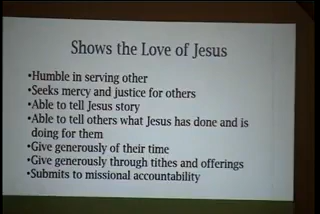 Shows the Love of Jesus
•Humble in serving other
•Seeks mercy and justice for others
•Able to tell Jesus story
•Able to tell others what Jesus has done and is
doing for them
•Give generously of their time
•Give generously through tithes and offerings
•Submits to missional accountability